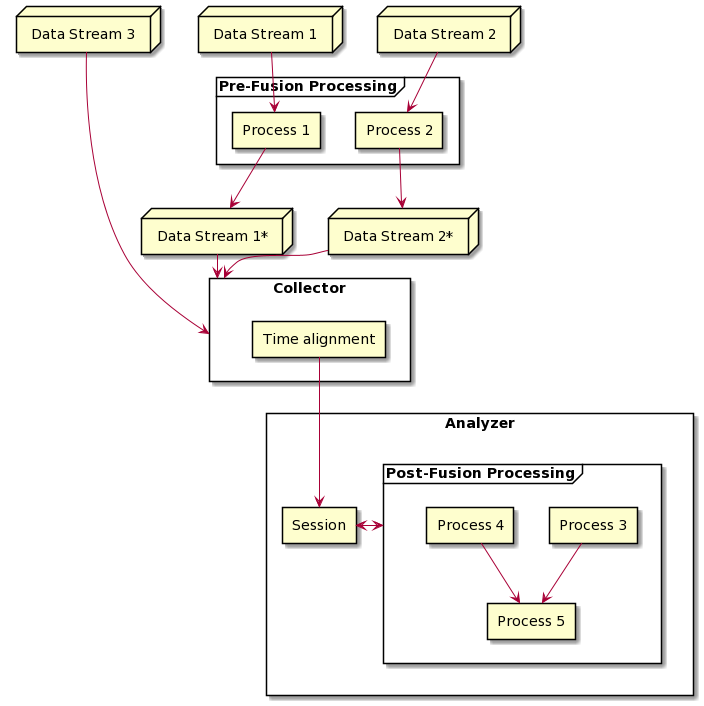 Data Stream 3
Data Stream 1
Data Stream 2
Pre-Fusion Processing
Process 1
Process 2
Data Stream 1*
Data Stream 2*
Collector
Time alignment
Analyzer
Post-Fusion Processing
Session
Process 4
Process 3
Process 5